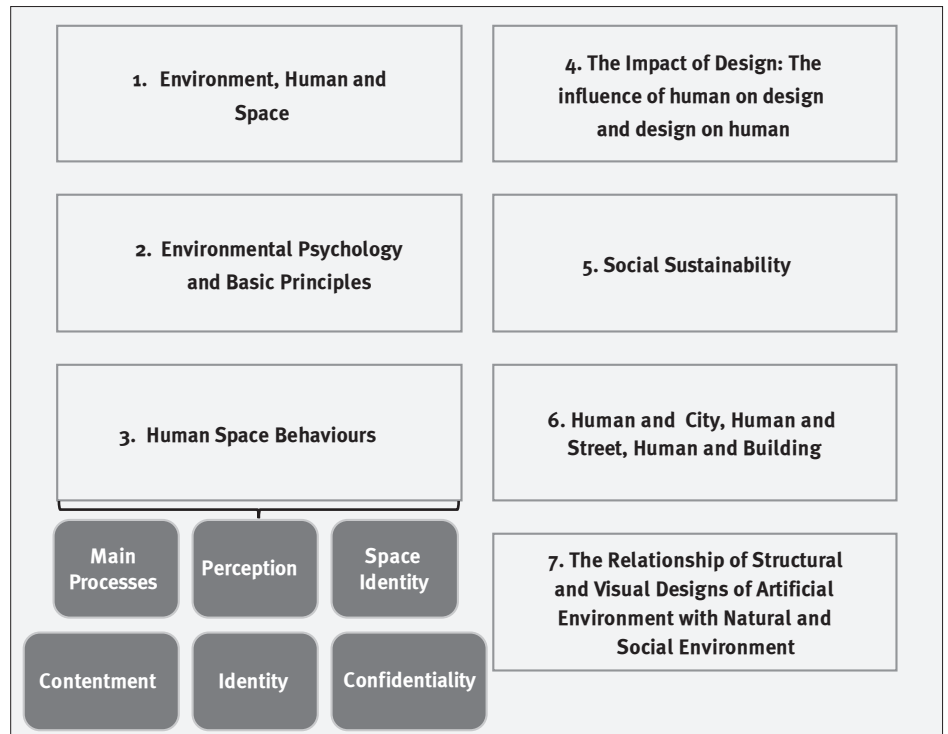 1. Environment, Human and
Space
2. Environmental Psychology
and Basic Principles
3. Human Space Behaviours
Main
Processes
Perception
Space
Identity
Contentment
Identity
Confidentiality
4. The Impact of Design: The
influence of human on design
and design on human
5. Social Sustainability
6. Human and City, Human and
Street, Human and Building
7. The Relationship of Structural
and Visual Designs of Artificial
Environment with Natural and
Social Environment